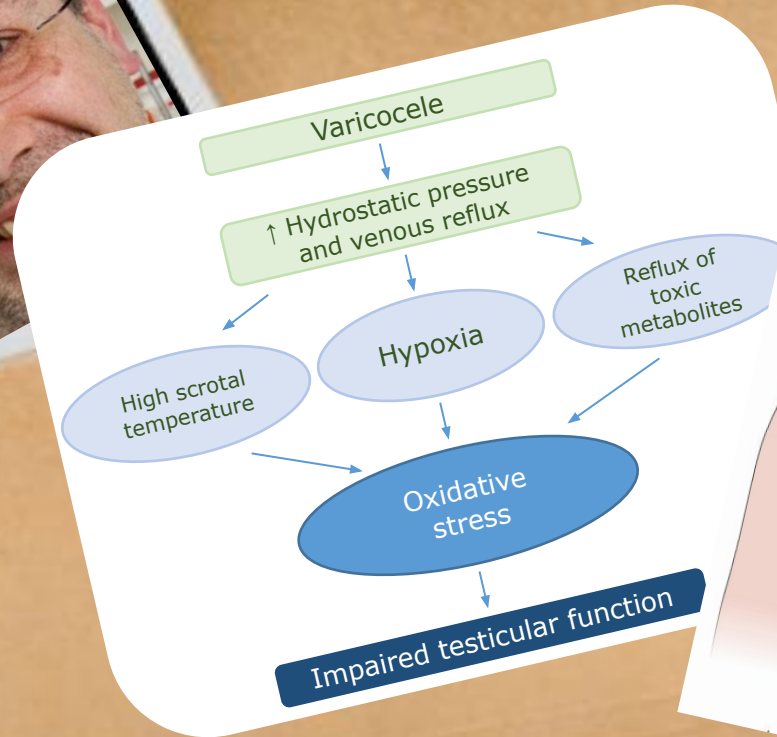 Varicocele
↑ Hydrostatic pressure
and venous reflux
Reflux of
toxic
metabolites
Hypoxia
High scrotal
temperature
Oxidative
stress
Impaired testicular function